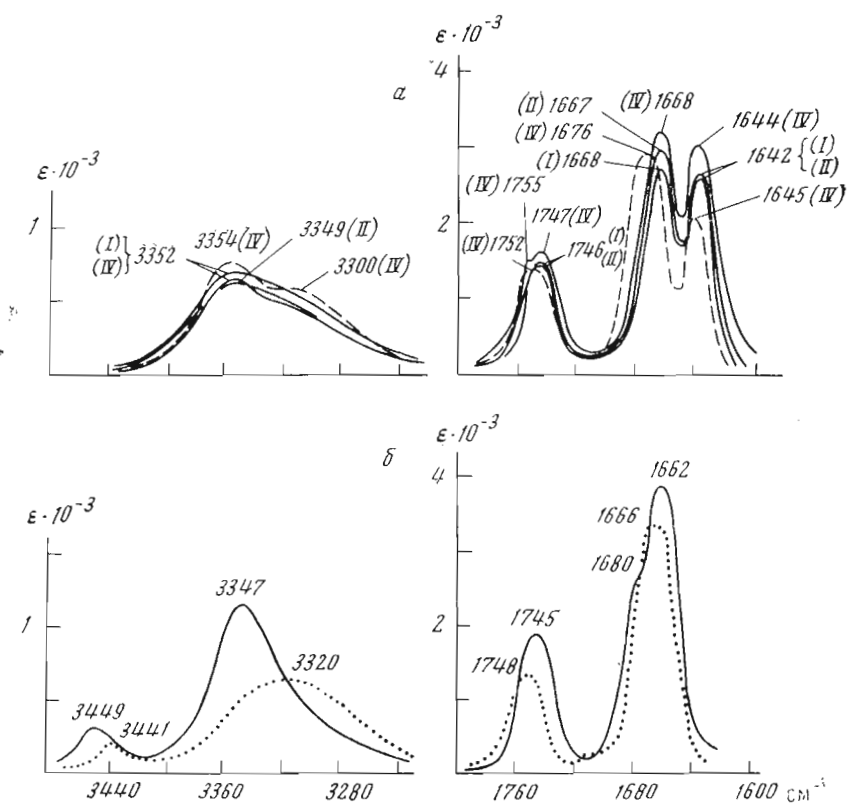 а
ε·10⁻³
1
(I)
(IV)
} 3352
3354 (IV)
3349 (II)
3300 (IV)
ε·10⁻³
4
2
(II) 1667
(IV) 1676
(I) 1668
(IV) 1668
1644 (IV)
1642 { (I)
(II)
1645 (IV)
(IV) 1755
1747 (IV)
(IV) 1752
1746 (I)
(II)
б
ε·10⁻³
1
3449
3441
3347
3320
3440
3360
3280
ε·10⁻³
4
2
1662
1666
1680
1745
1748
1760
1680
1600
см⁻¹